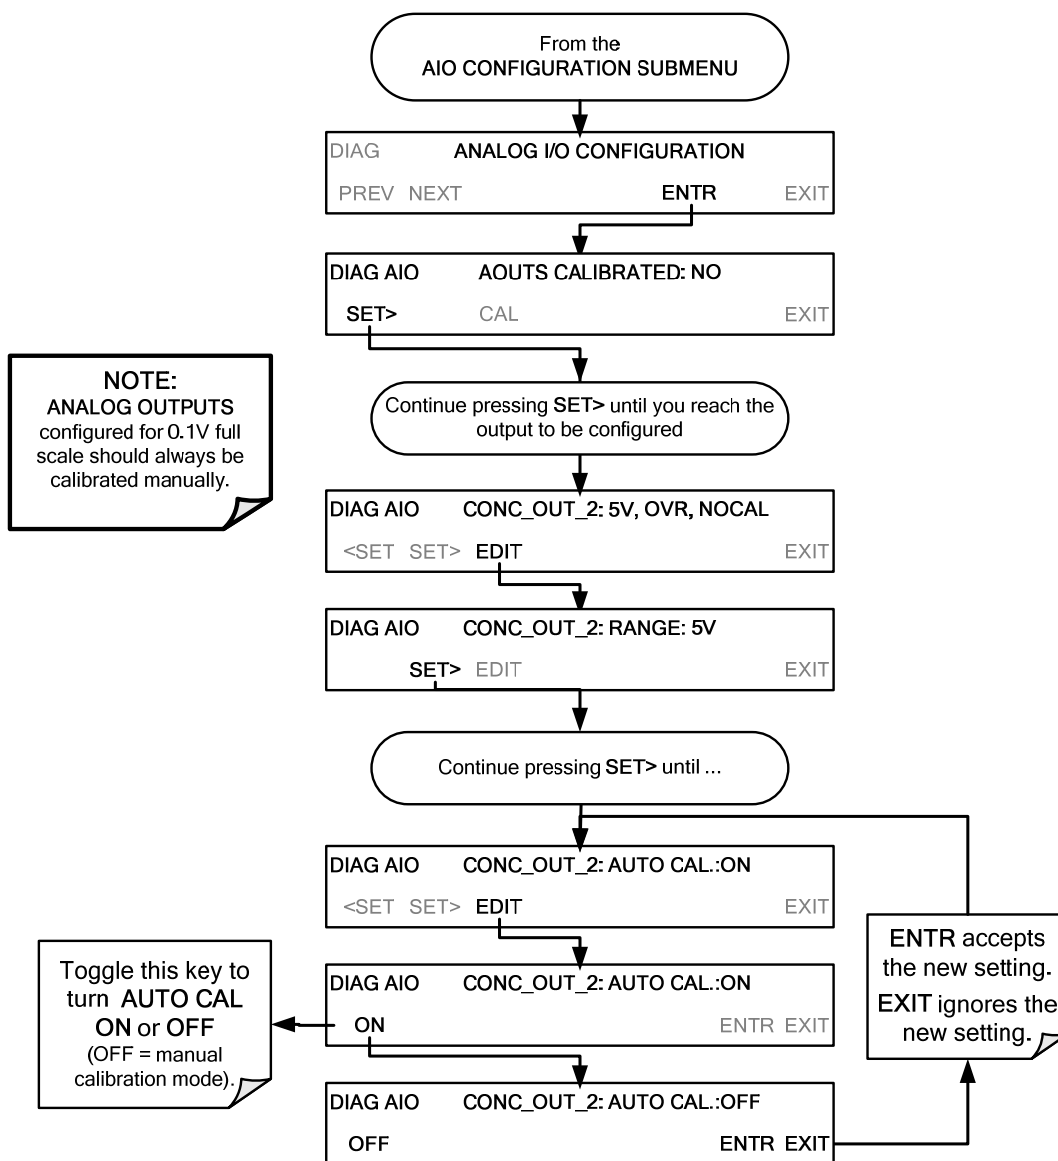 From the
AIO CONFIGURATION SUBMENU
DIAG ANALOG I/O CONFIGURATION
PREV NEXT ENTR EXIT
DIAG AIO AOUTS CALIBRATED: NO
SET> CAL EXIT
NOTE:
ANALOG OUTPUTS
configured for 0.1V full
scale should always be
calibrated manually.
Continue pressing SET> until you reach the
output to be configured
DIAG AIO CONC_OUT_2: 5V, OVR, NOCAL
<SET SET> EDIT EXIT
DIAG AIO CONC_OUT_2: RANGE: 5V
SET> EDIT EXIT
Continue pressing SET> until ...
DIAG AIO CONC_OUT_2: AUTO CAL.:ON
<SET SET> EDIT EXIT
Toggle this key to
turn AUTO CAL
ON or OFF
(OFF = manual
calibration mode).
DIAG AIO CONC_OUT_2: AUTO CAL.:ON
ON ENTR EXIT
ENTR accepts
the new setting.
EXIT ignores the
new setting.
DIAG AIO CONC_OUT_2: AUTO CAL.:OFF
OFF ENTR EXIT